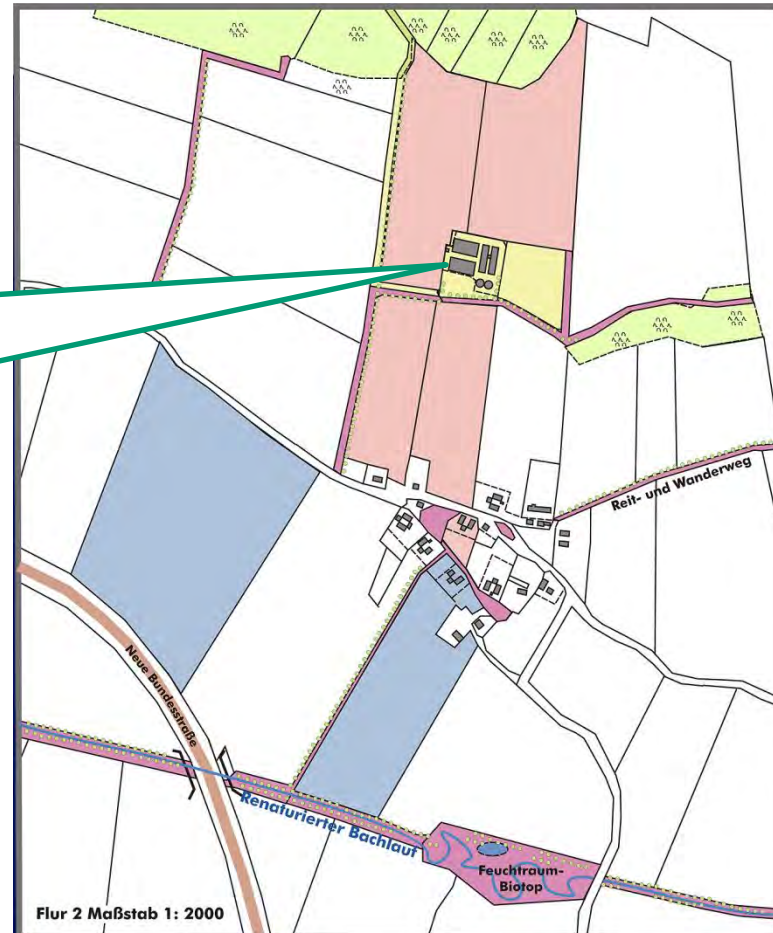 Reit- und Wanderweg
Neue Bundesstraße
Renaturierter Bachlauf
Feuchtraum-
Biotop
Flur 2 Maßstab 1: 2000